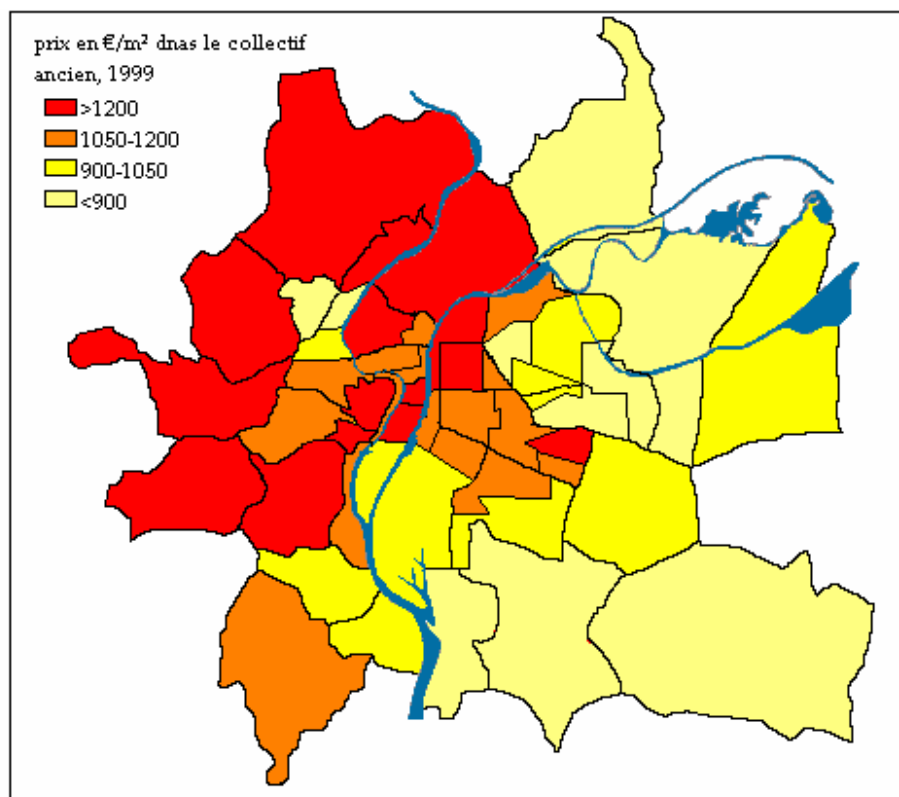 prix en €/m² dnas le collectif
ancien, 1999
>1200
1050-1200
900-1050
<900